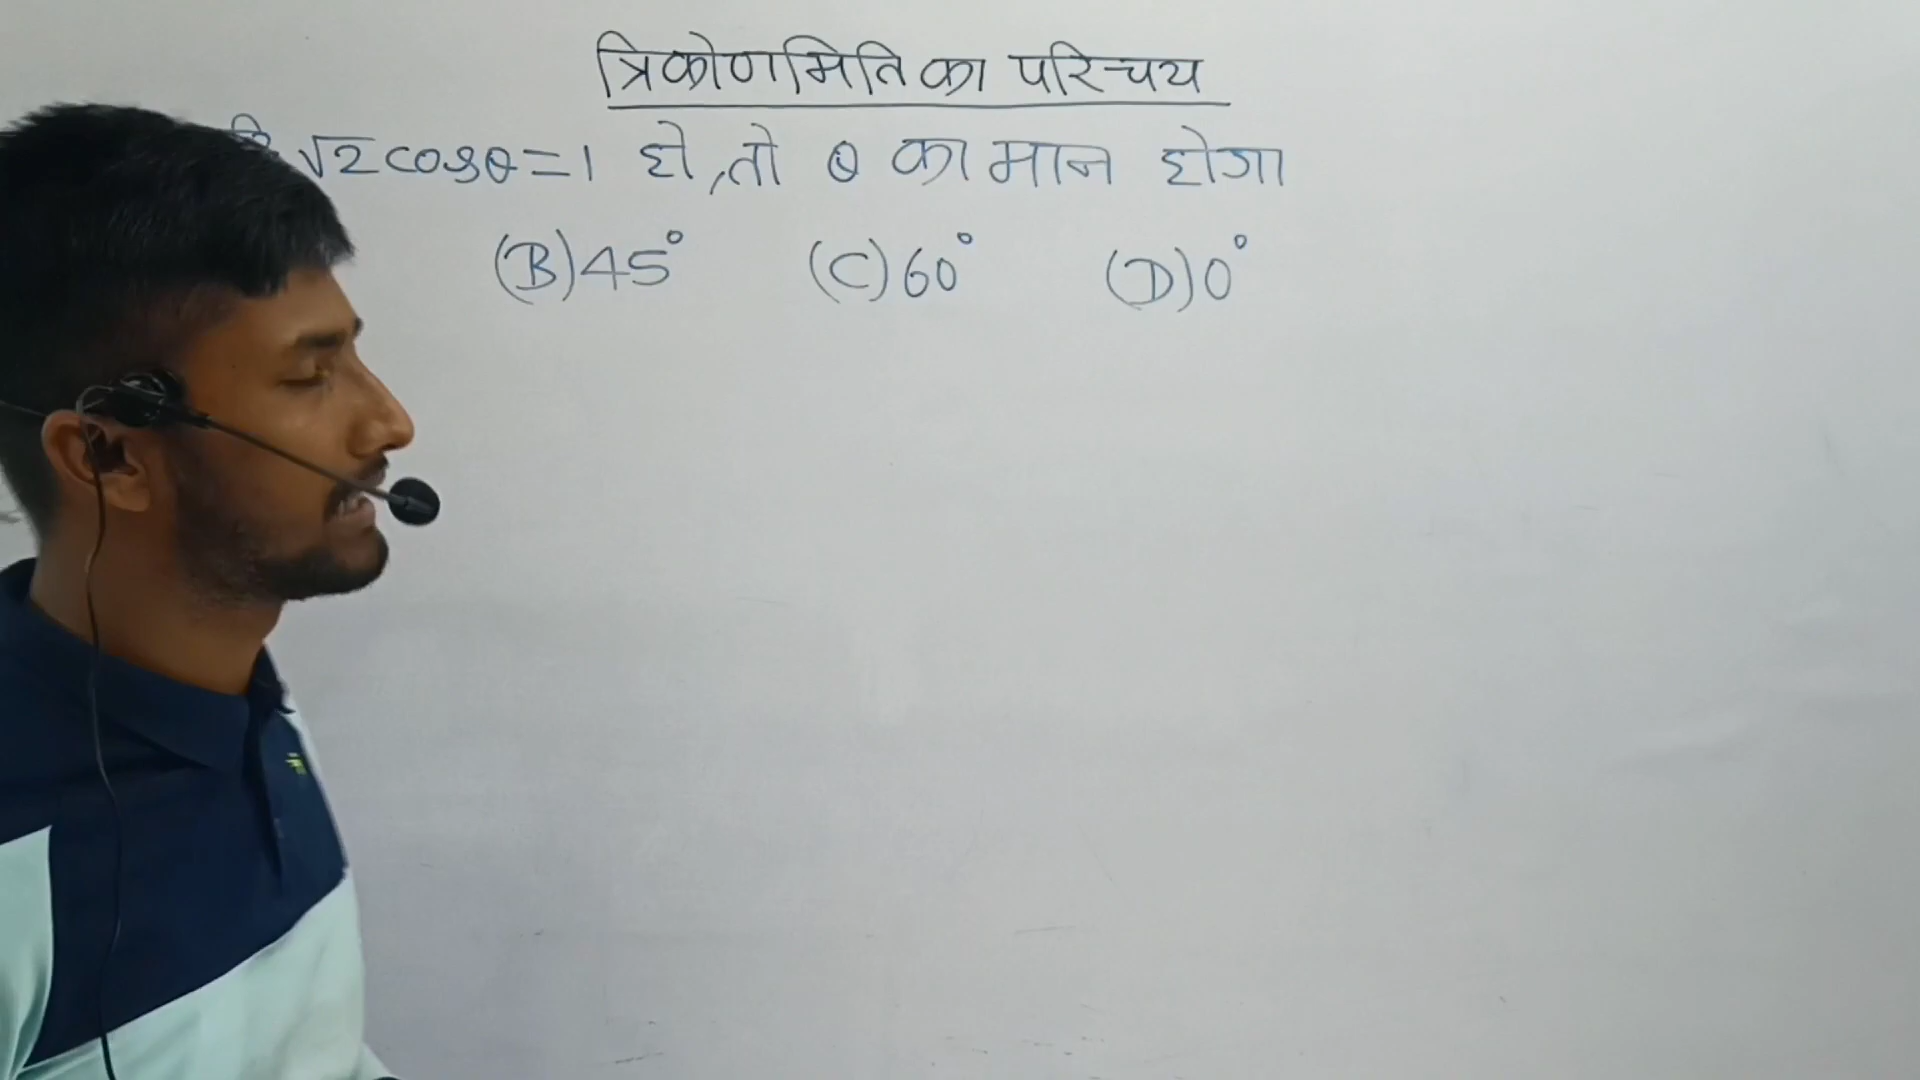 त्रिकोणमिति का परिचय
√2 cosθ = 1 हो, तो θ का मान होगा
(B) 45° (C) 60° (D) 0°